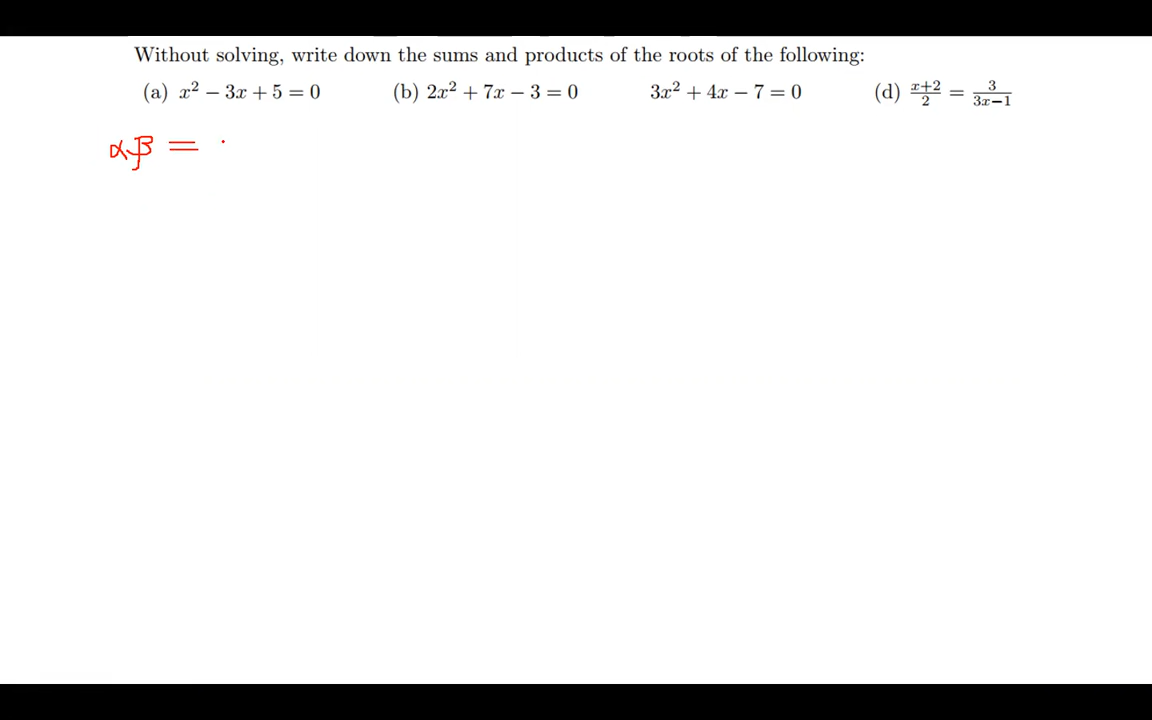 Without solving, write down the sums and products of the roots of the following:
(a) x² − 3x + 5 = 0 (b) 2x² + 7x − 3 = 0 3x² + 4x − 7 = 0 (d) x+2/2 = 3/3x−1
αβ =